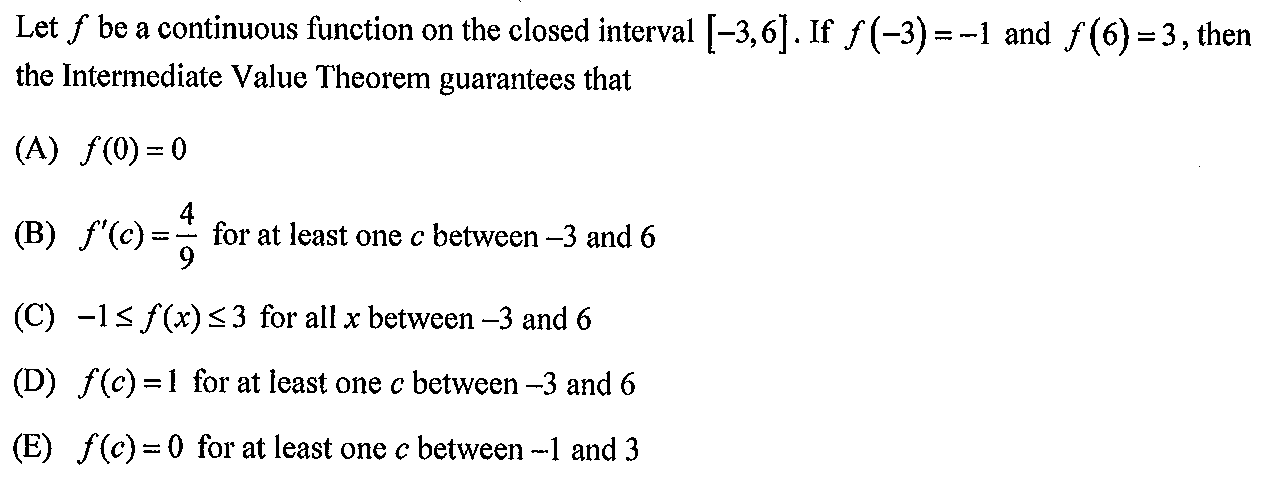 Let f be a continuous function on the closed interval [−3,6]. If f(−3) = −1 and f(6) = 3, then
the Intermediate Value Theorem guarantees that
(A) f(0) = 0
(B) f′(c) = 4/9 for at least one c between −3 and 6
(C) −1 ≤ f(x) ≤ 3 for all x between −3 and 6
(D) f(c) = 1 for at least one c between −3 and 6
(E) f(c) = 0 for at least one c between −1 and 3